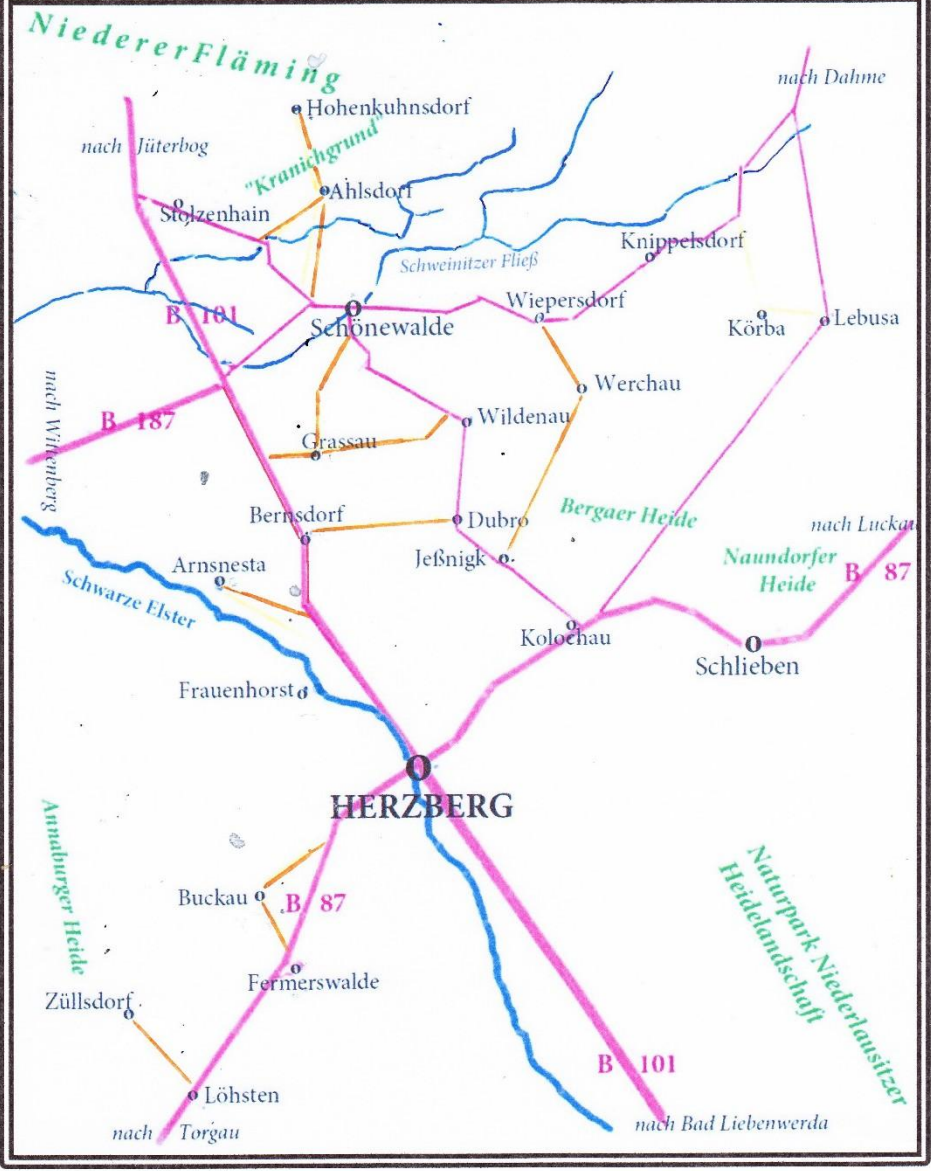 Niederer Fläming
nach Dahme
Hohenkuhnsdorf
nach Jüterbog
"Kranichgrund"
Ahlsdorf
Stolzenhain
Knippelsdorf
Schweinitzer Fließ
Wiepersdorf
B 101
Schönewalde
Körba
Lebusa
nach Wittenberg
Werchau
B 187
Wildenau
Grassau
Bernsdorf
Dubro
Bergaer Heide
nach Luckau
Jeßnigk
Naundorfer
Heide
B 87
Arnsnesta
Schwarze Elster
Kolochau
Schlieben
Frauenhorst
HERZBERG
Annaburger Heide
Naturpark Niederlausitzer
Heidelandschaft
Buckau
B 87
Fermerswalde
Züllsdorf
B 101
Löhsten
nach Torgau
nach Bad Liebenwerda